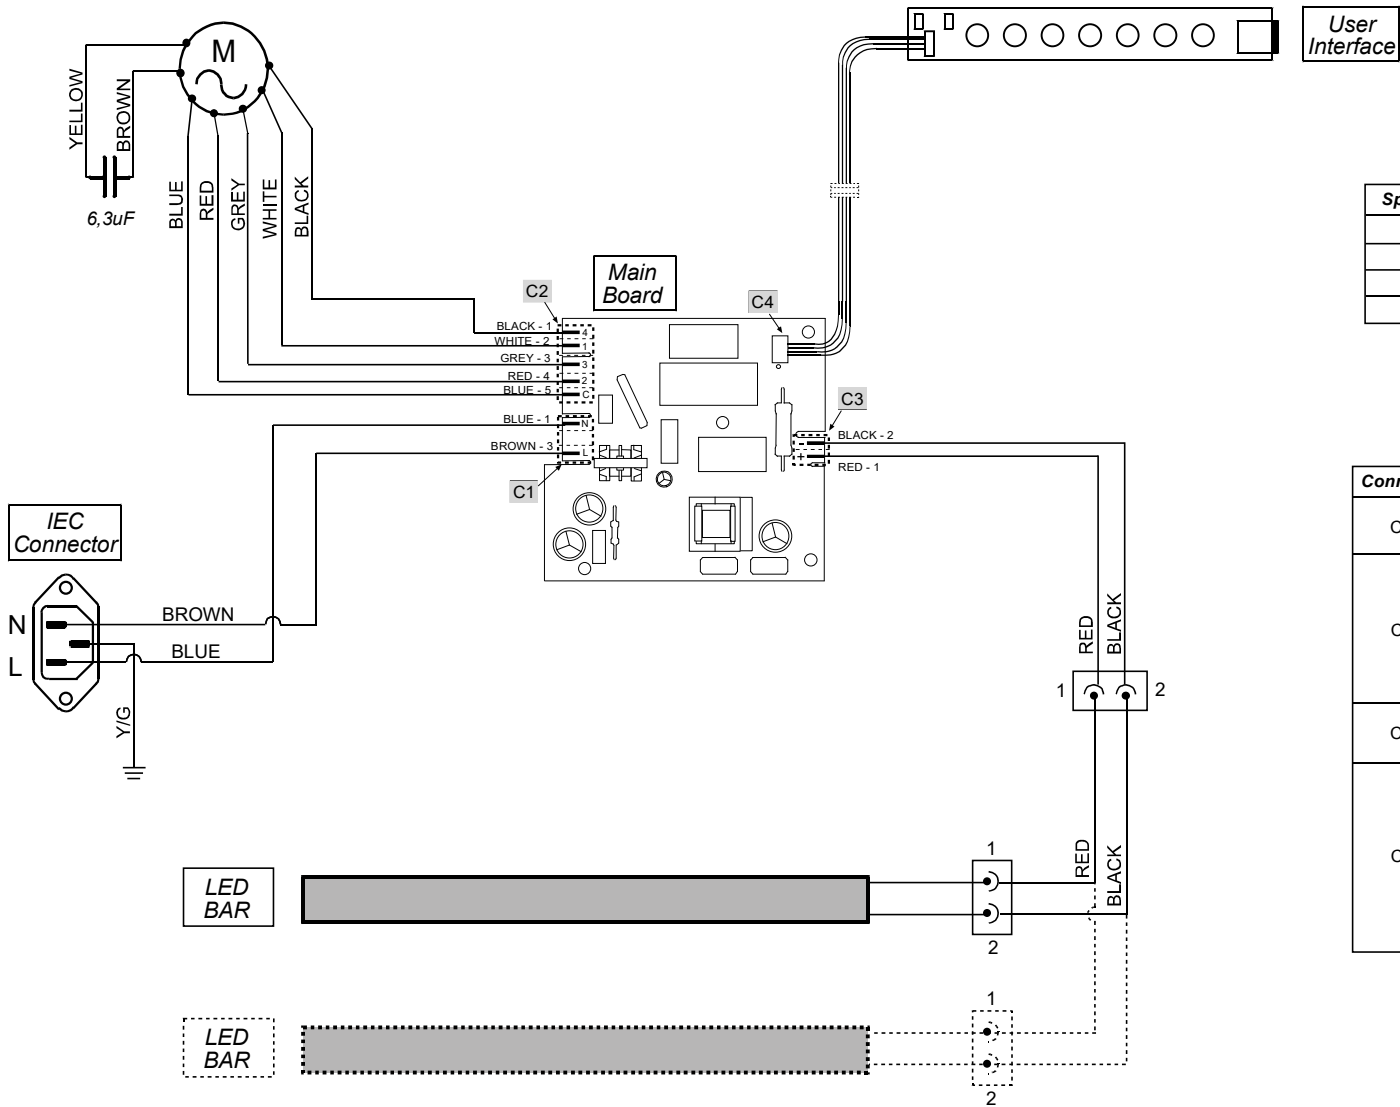 User
Interface
M
YELLOW
BROWN
6,3uF
BLUE
RED
GREY
WHITE
BLACK
Main
Board
C2
C4
BLACK - 1
4
WHITE - 2
1
GREY - 3
3
RED - 4
2
BLUE - 5
C
BLUE - 1
N
BROWN - 3
L
C1
C3
BLACK - 2
-
+
RED - 1
IEC
Connector
N
BROWN
L
BLUE
Y/G
RED
BLACK
1
2
RED
BLACK
LED
BAR
1
2
LED
BAR
1
2
Sp
Conn
C
C
C
C